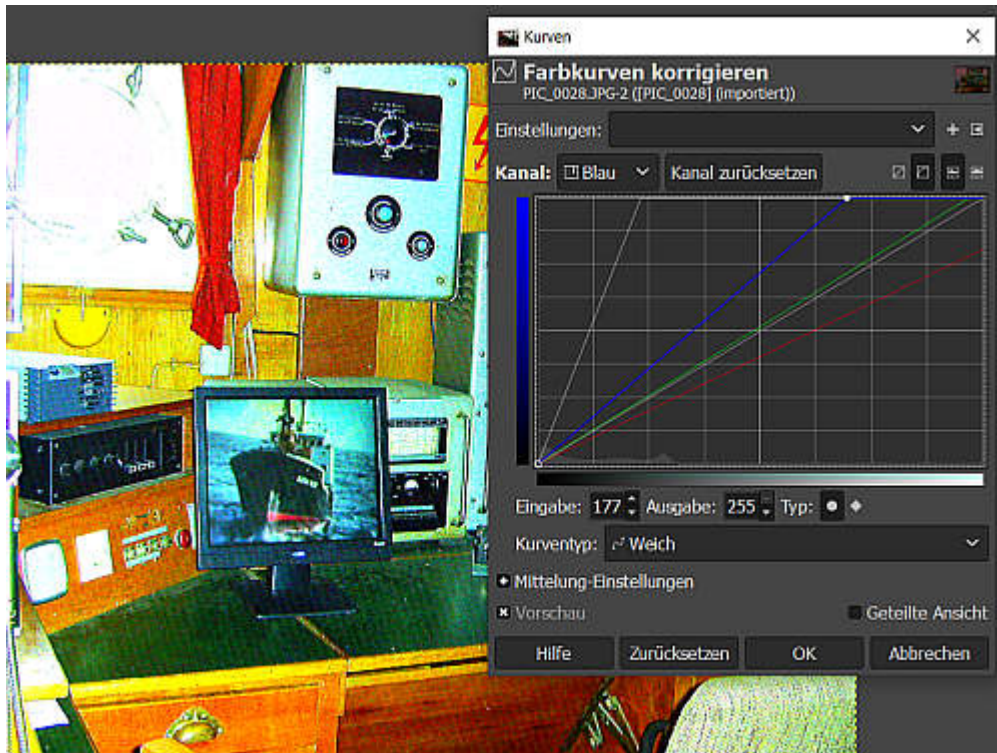 Kurven
Farbkurven korrigieren
PIC_0028.JPG-2 ([PIC_0028] (importiert))
Einstellungen:
Kanal: Blau Kanal zurücksetzen
Eingabe: 177 Ausgabe: 255 Typ:
Kurventyp: Weich
Mittelung-Einstellungen
Vorschau Geteilte Ansicht
Hilfe Zurücksetzen OK Abbrechen